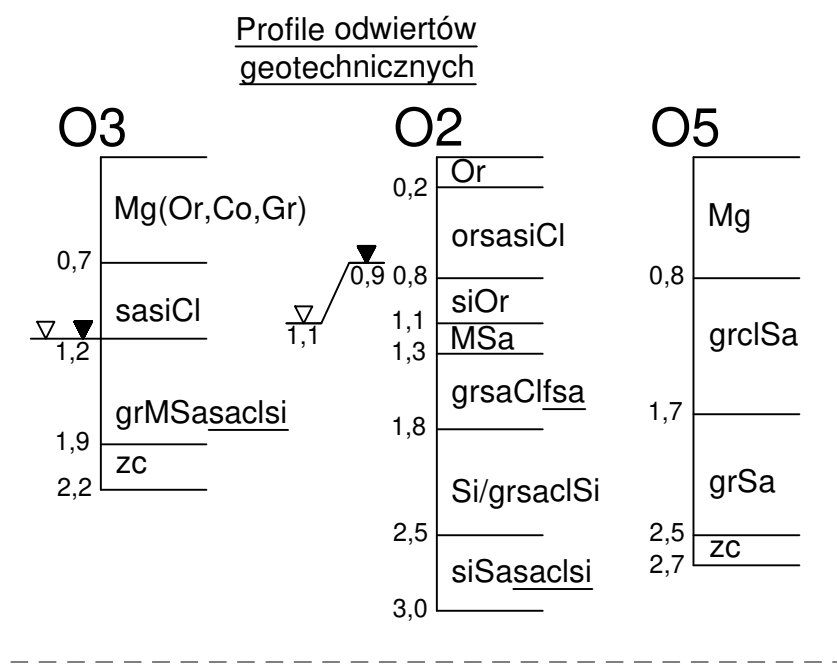 Profile odwiertów
geotechnicznych
O3
Mg(Or,Co,Gr)
0,7
sasiCl
1,2
grMSasaclsi
1,9
zc
2,2
O2
Or
0,2
orsasiCl
0,9
0,8
siOr
1,1
1,1
MSa
1,3
grsaClfsa
1,8
Si/grsaclSi
2,5
siSasaclsi
3,0
O5
Mg
0,8
grclSa
1,7
grSa
2,5
zc
2,7